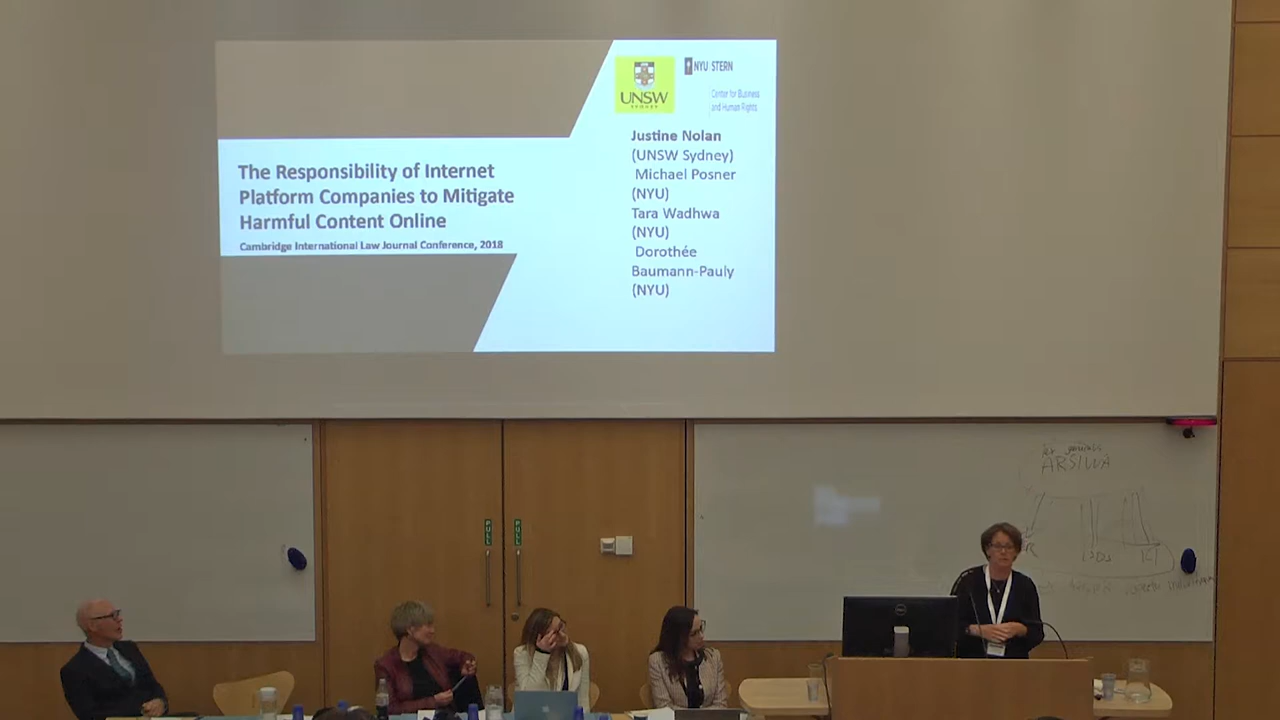 The Responsibility of Internet
Platform Companies to Mitigate
Harmful Content Online
Cambridge International Law Journal Conference, 2018
UNSW
SYDNEY
NYU STERN
Center for Business
and Human Rights
Justine Nolan
(UNSW Sydney)
Michael Posner
(NYU)
Tara Wadhwa
(NYU)
Dorothée
Baumann-Pauly
(NYU)
PULL
PULL
ARSIWA